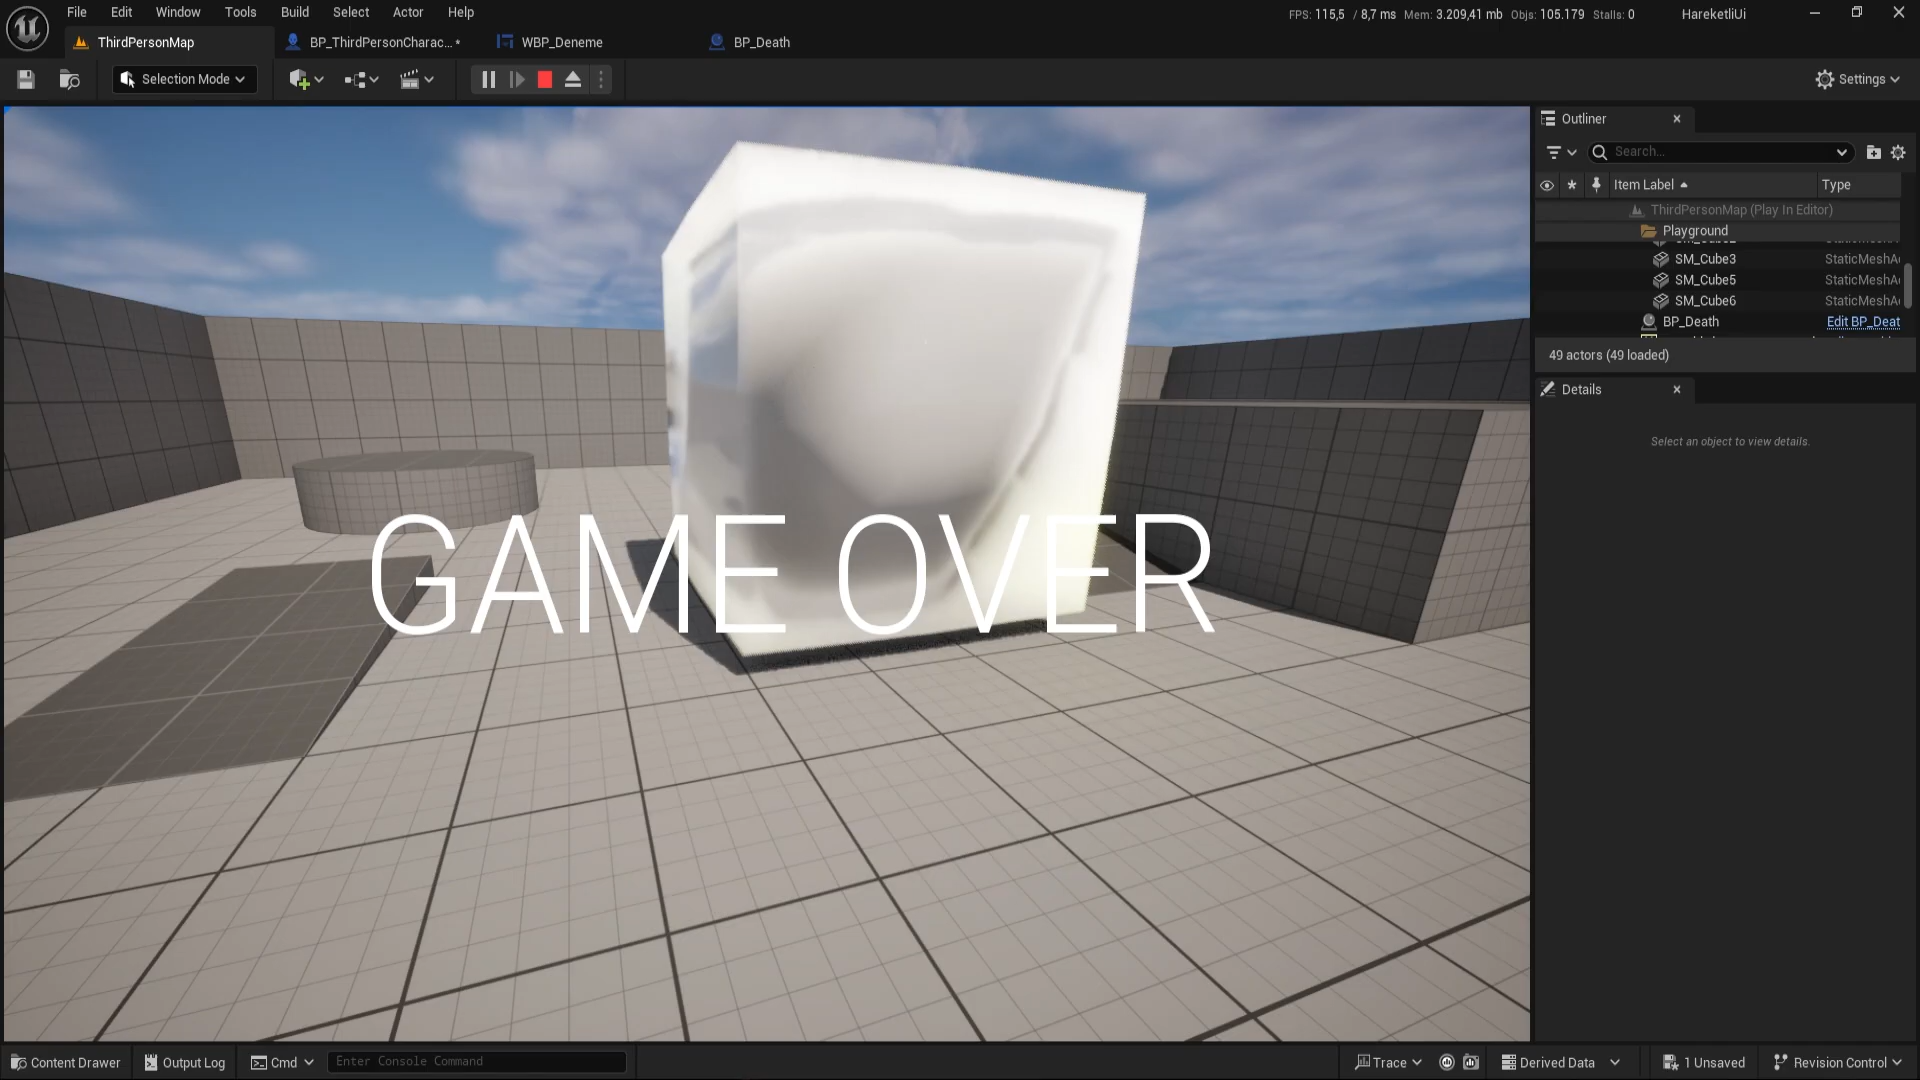 File Edit Window Tools Build Select Actor Help
FPS: 115,5 / 8,7 ms Mem: 3.209,41 mb Objs: 105.179 Stalls: 0
HareketliUi
ThirdPersonMap
BP_ThirdPersonCharac... *
WBP_Deneme
BP_Death
Selection Mode
Settings
Outliner
Search...
Item Label
Type
ThirdPersonMap (Play In Editor)
Playground
SM_Cube3 StaticMeshA
SM_Cube5 StaticMeshA
SM_Cube6 StaticMeshA
BP_Death Edit BP_Deat
49 actors (49 loaded)
Details
Select an object to view details.
GAME OVER
Content Drawer
Output Log
Cmd
Enter Console Command
Trace
Derived Data
1 Unsaved
Revision Control